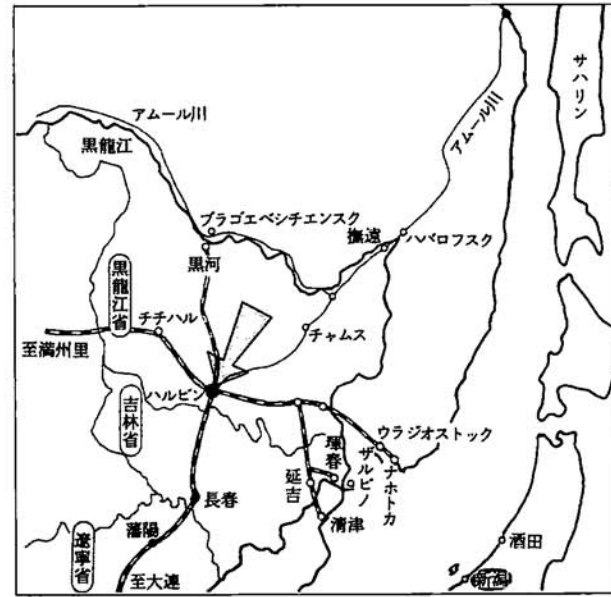 サハリン
アムール川
アムール川
黒龍江
ブラゴエベシチエンスク
撫遠
ハバロフスク
黒河
黒龍江省
チチハル
チャムス
至満州里
ハルビン
吉林省
ウラジオストック
琿春
ザルビノ
ナホトカ
延吉
長春
清津
藩陽
酒田
遼寧省
新潟
至大連